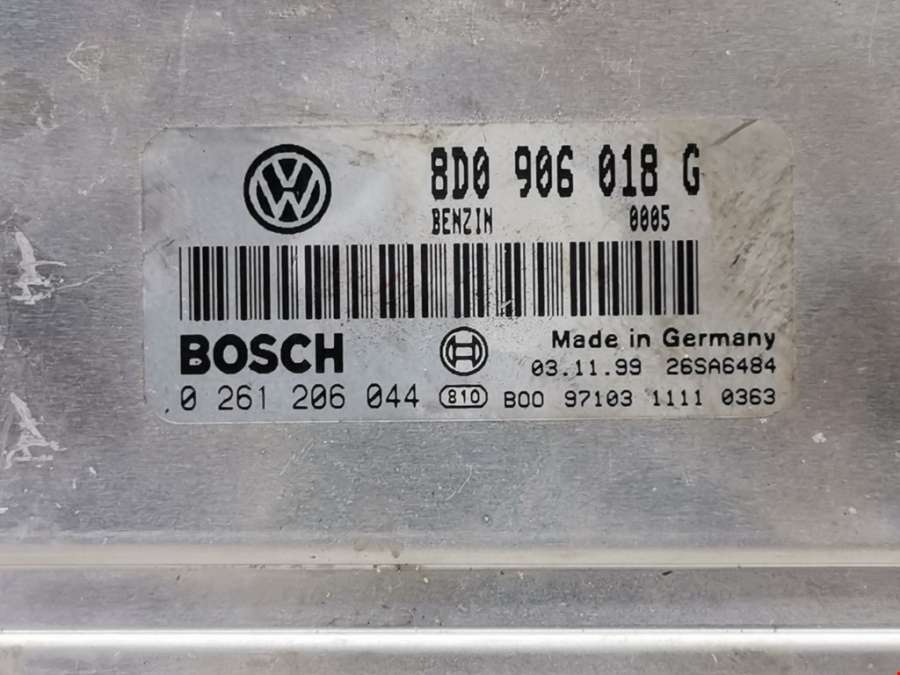 8D0 906 018 G
BENZIN 0005
BOSCH Made in Germany
03.11.99 26SA6484
0 261 206 044 810 B00 97103 1111 0363